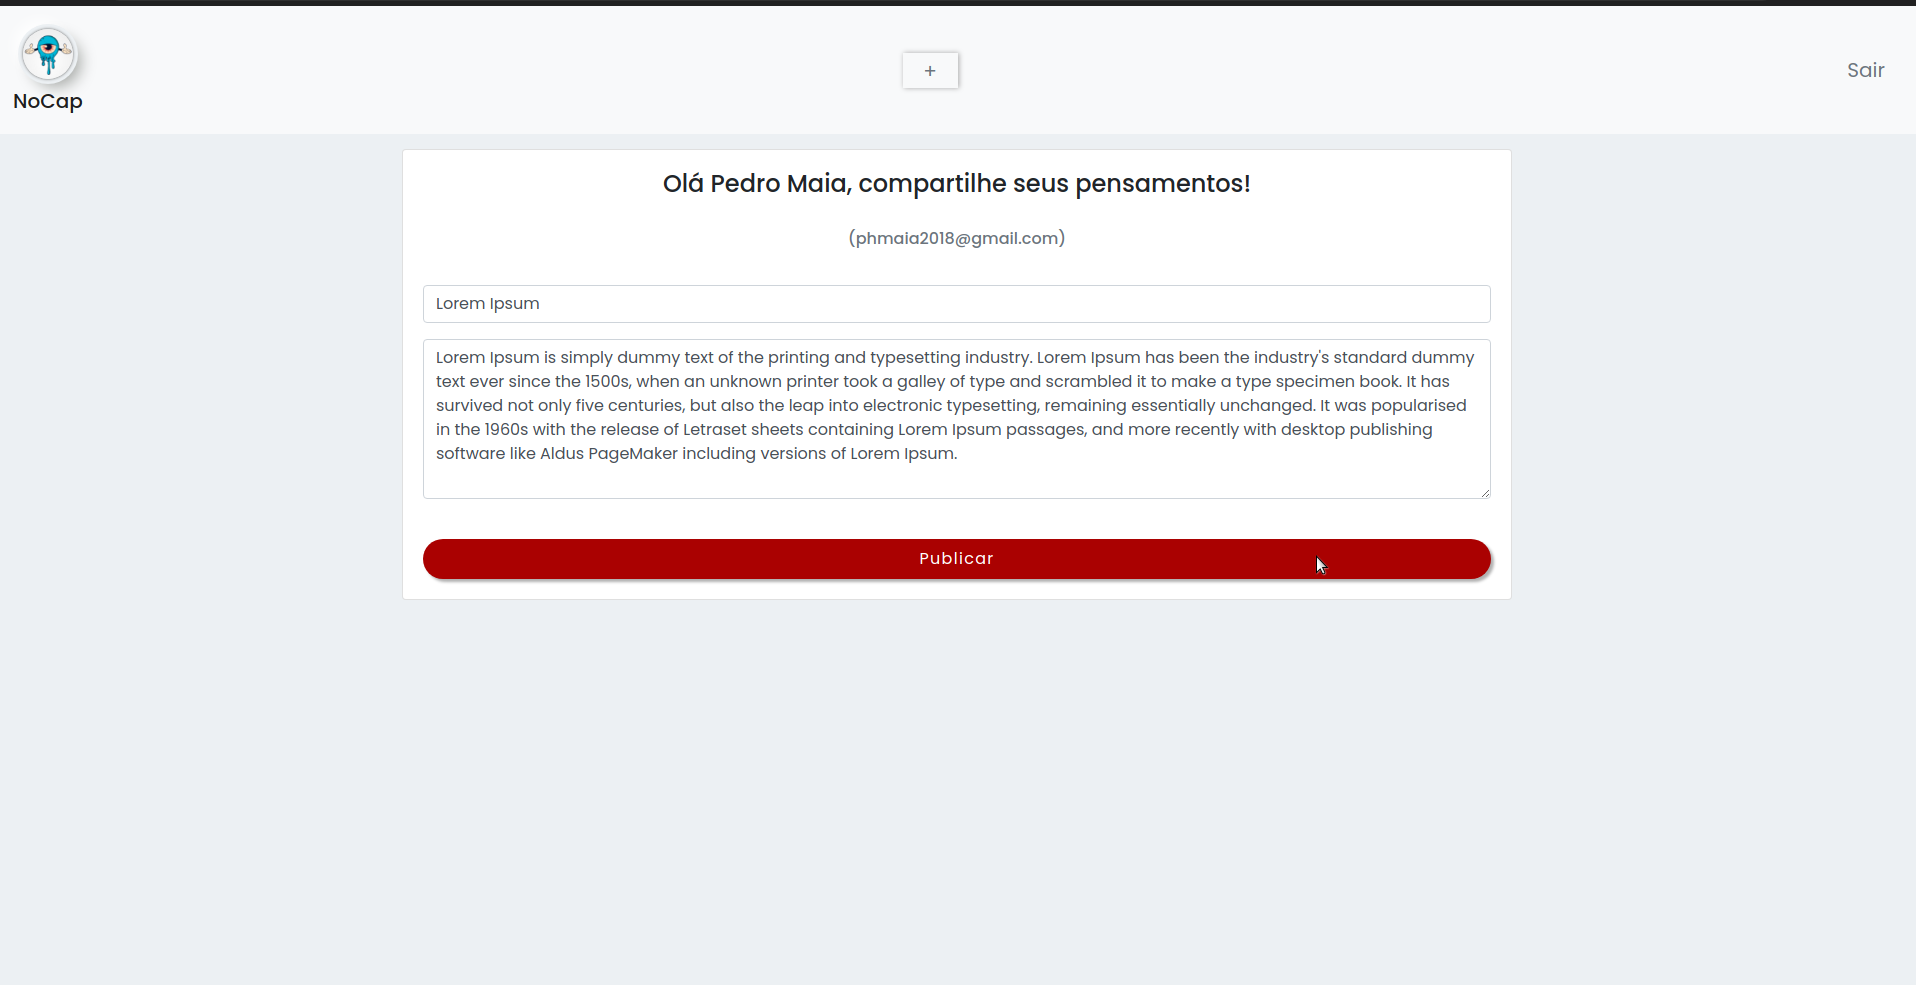 NoCap
+
Sair
Olá Pedro Maia, compartilhe seus pensamentos!
(phmaia2018@gmail.com)
Lorem Ipsum
Lorem Ipsum is simply dummy text of the printing and typesetting industry. Lorem Ipsum has been the industry's standard dummy
text ever since the 1500s, when an unknown printer took a galley of type and scrambled it to make a type specimen book. It has
survived not only five centuries, but also the leap into electronic typesetting, remaining essentially unchanged. It was popularised
in the 1960s with the release of Letraset sheets containing Lorem Ipsum passages, and more recently with desktop publishing
software like Aldus PageMaker including versions of Lorem Ipsum.
Publicar